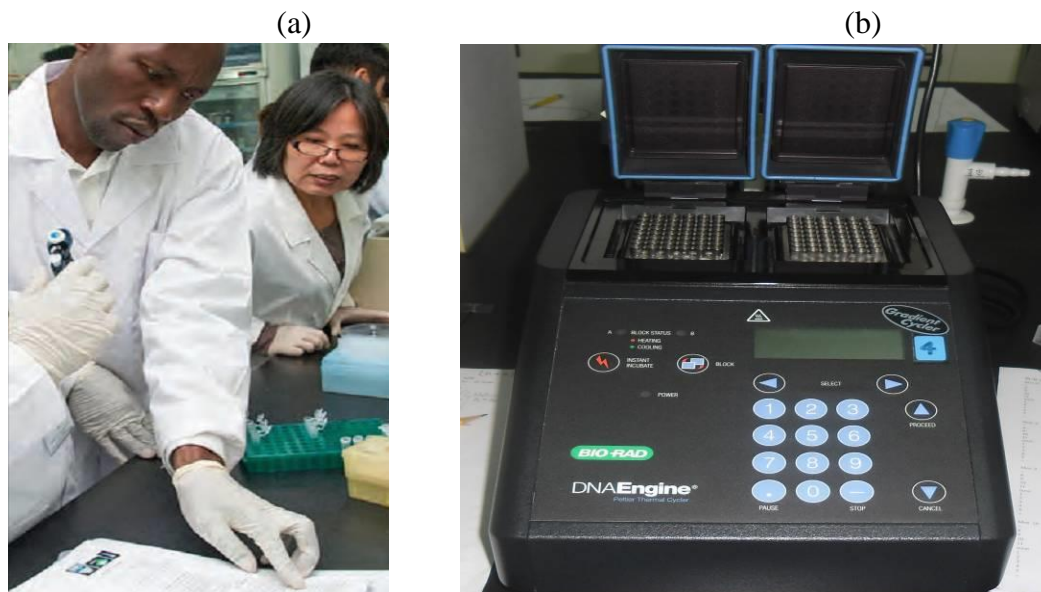 (a)
(b)
Gradient
Cycler
4
A BLOCK STATUS B
HEATING
COOLING
INSTANT
INCUBATE
BLOCK
SELECT
POWER
1 2 3
PROCEED
4 5 6
BIO-RAD
7 8 9
DNAEngine®
Peltier Thermal Cycler
. 0 —
PAUSE STOP CANCEL